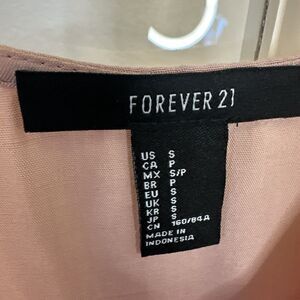 FOREVER 21
US S
CA P
MX S/P
BR P
EU S
UK S
KR S
JP S
CN 160/84A
MADE IN
INDONESIA